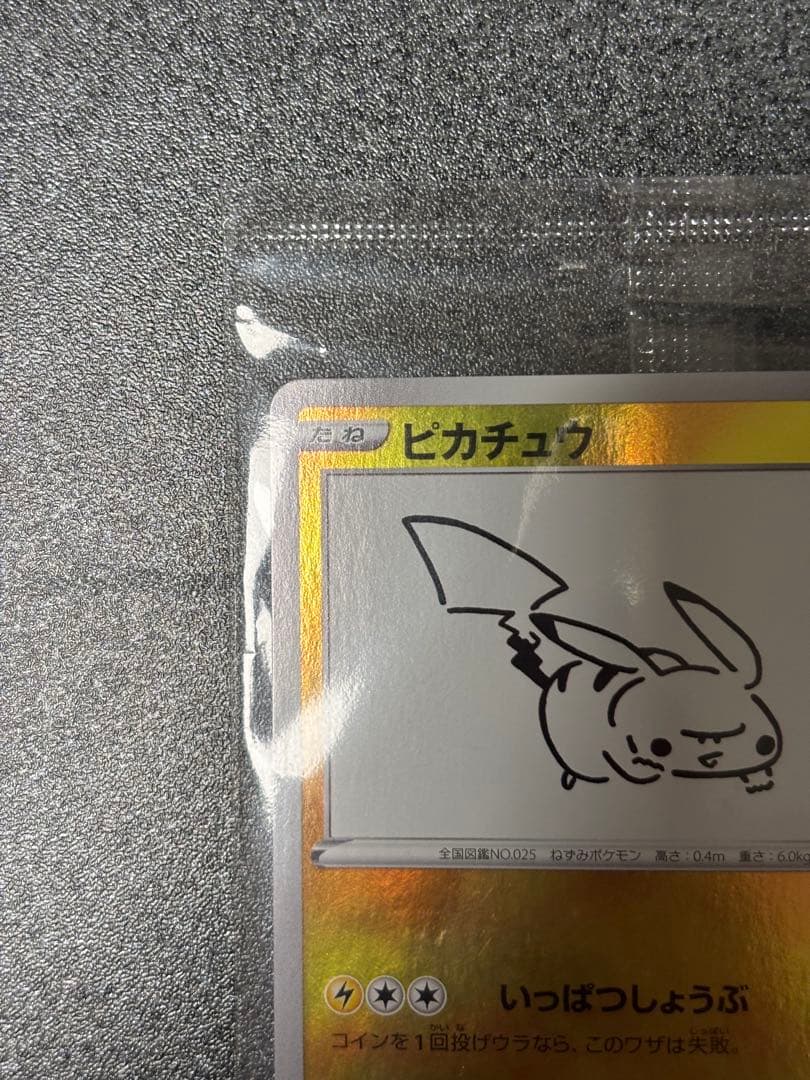 たね ピカチュウ
全国図鑑NO.025 ねずみポケモン 高さ:0.4m 重さ:6.0kg
いっぱつしょうぶ
コインを1回投げウラなら、このワザは失敗。